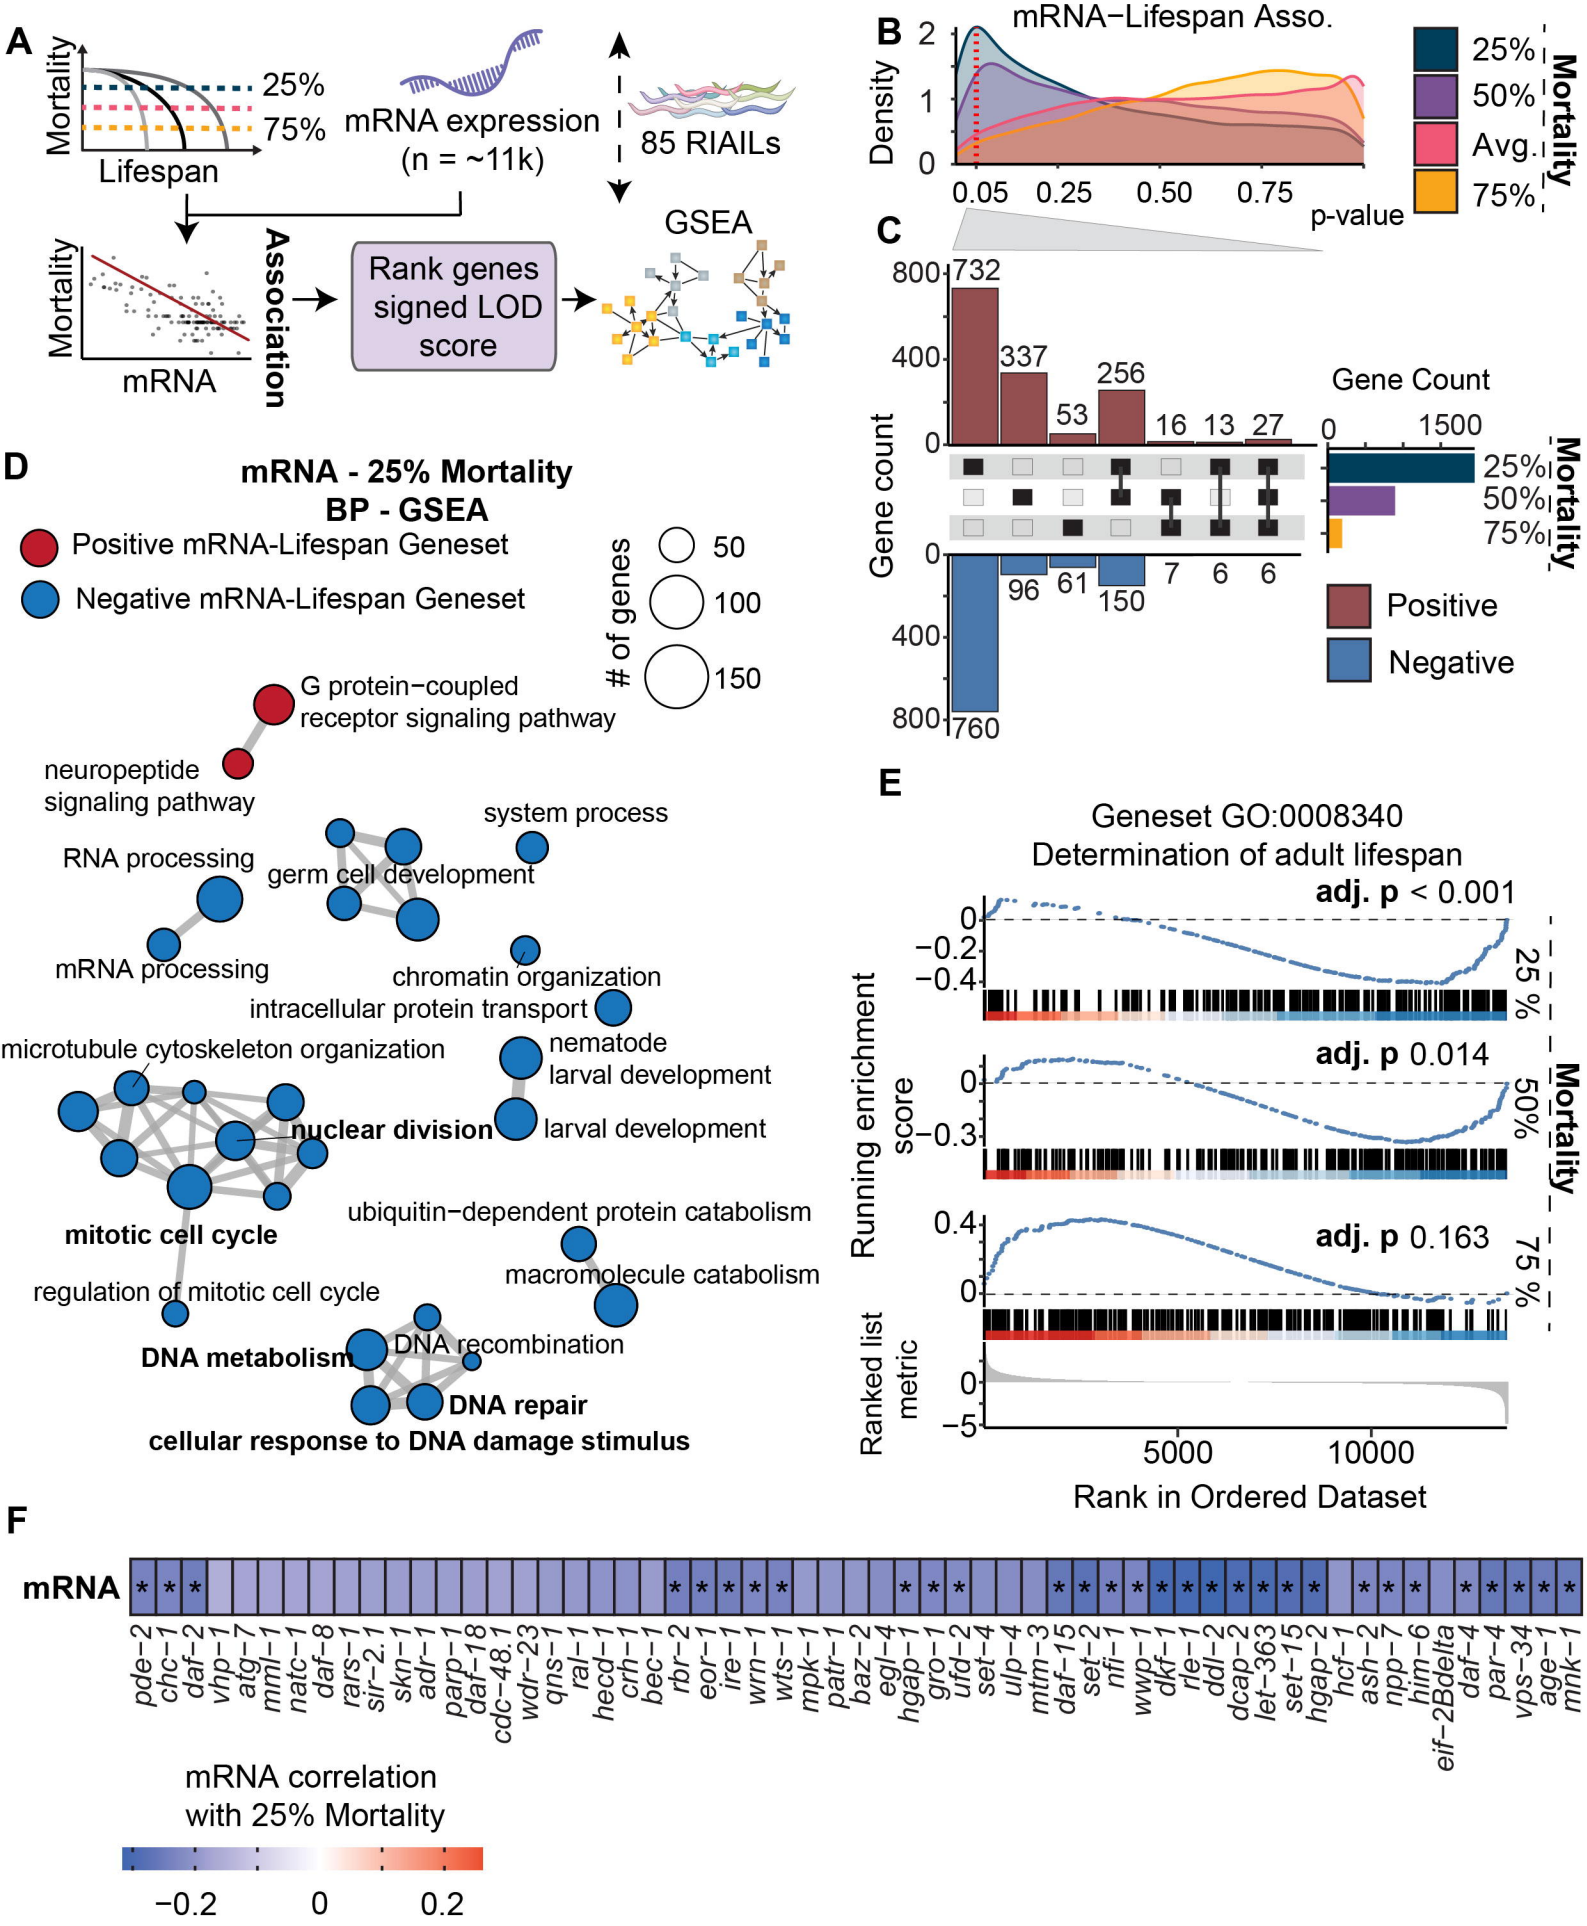 A
Mortality
25%
75%
Lifespan
mRNA expression
(n = ~11k)
85 RIAILs
Mortality
mRNA
Association
Rank genes
signed LOD
score
GSEA
B
mRNA−Lifespan Asso.
Density
2
1
0
0.05
0.25
0.50
0.75
p-value
25%
50%
Avg.
75%
Mortality
C
Gene count
800
400
0
732
337
53
256
16
13
27
0
400
800
760
96
61
150
7
6
6
Gene Count
0
1500
25%
50%
75%
Mortality
Positive
Negative
D
mRNA - 25% Mortality
BP - GSEA
Positive mRNA-Lifespan Geneset
Negative mRNA-Lifespan Geneset
# of genes
50
100
150
G protein−coupled
receptor signaling pathway
neuropeptide
signaling pathway
system process
RNA processing
germ cell development
mRNA processing
chromatin organization
intracellular protein transport
microtubule cytoskeleton organization
nematode
larval development
nuclear division
larval development
mitotic cell cycle
ubiquitin−dependent protein catabolism
macromolecule catabolism
regulation of mitotic cell cycle
DNA recombination
DNA metabolism
DNA repair
cellular response to DNA damage stimulus
E
Geneset GO:0008340
Determination of adult lifespan
Running enrichment
score
adj. p < 0.001
0
−0.2
−0.4
25 %
adj. p 0.014
0
−0.3
50%
adj. p 0.163
0.4
0
75 %
Mortality
Ranked list
metric
0
−5
5000
10000
Rank in Ordered Dataset
F
mRNA
* * * * * * * * * * * * * * * * * * * * * * * * * * * * * * *
pde−2
chc−1
daf−2
vhp−1
atg−7
mml−1
natc−1
daf−8
rars−1
sir−2.1
skn−1
adr−1
parp−1
daf−18
cdc−48.1
wdr−23
qns−1
ral−1
hecd−1
crh−1
bec−1
rbr−2
eor−1
ire−1
wrn−1
wts−1
mpk−1
patr−1
baz−2
egl−4
hgap−1
gro−1
ufd−2
set−4
ulp−4
mtm−3
daf−15
set−2
nfi−1
wwp−1
dkf−1
rle−1
ddl−2
dcap−2
let−363
set−15
hgap−2
hcf−1
ash−2
npp−7
him−6
eif−2Bdelta
daf−4
par−4
vps−34
age−1
mnk−1
mRNA correlation
with 25% Mortality
−0.2
0
0.2